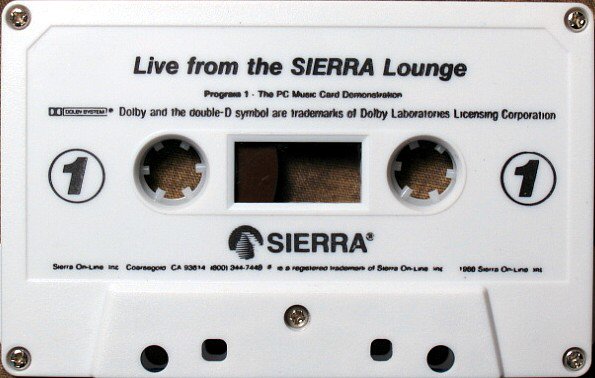 Live from the SIERRA Lounge
Program 1 - The PC Music Card Demonstration
DOLBY SYSTEM® Dolby and the double-D symbol are trademarks of Dolby Laboratories Licensing Corporation
1 1
SIERRA®
Sierra On-Line Inc Coarsegold CA 93614 (800) 344-7448 ® is a registered trademark of Sierra On-Line Inc 1988 Sierra On-Line Inc